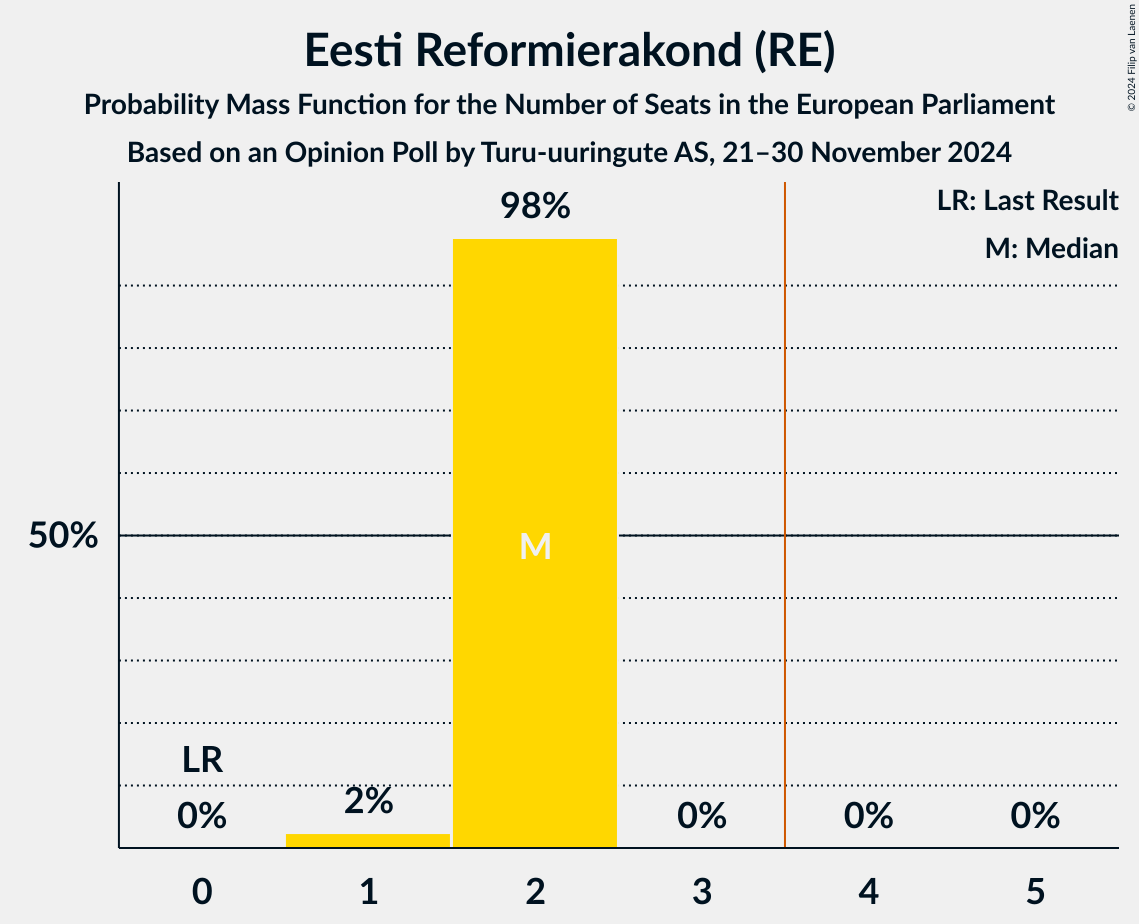 Eesti Reformierakond (RE)
Probability Mass Function for the Number of Seats in the European Parliament
Based on an Opinion Poll by Turu-uuringute AS, 21–30 November 2024
© 2024 Filip van Laenen
LR: Last Result
M: Median
98%
50%
M
LR
0%
2%
0%
0%
0%
0
1
2
3
4
5